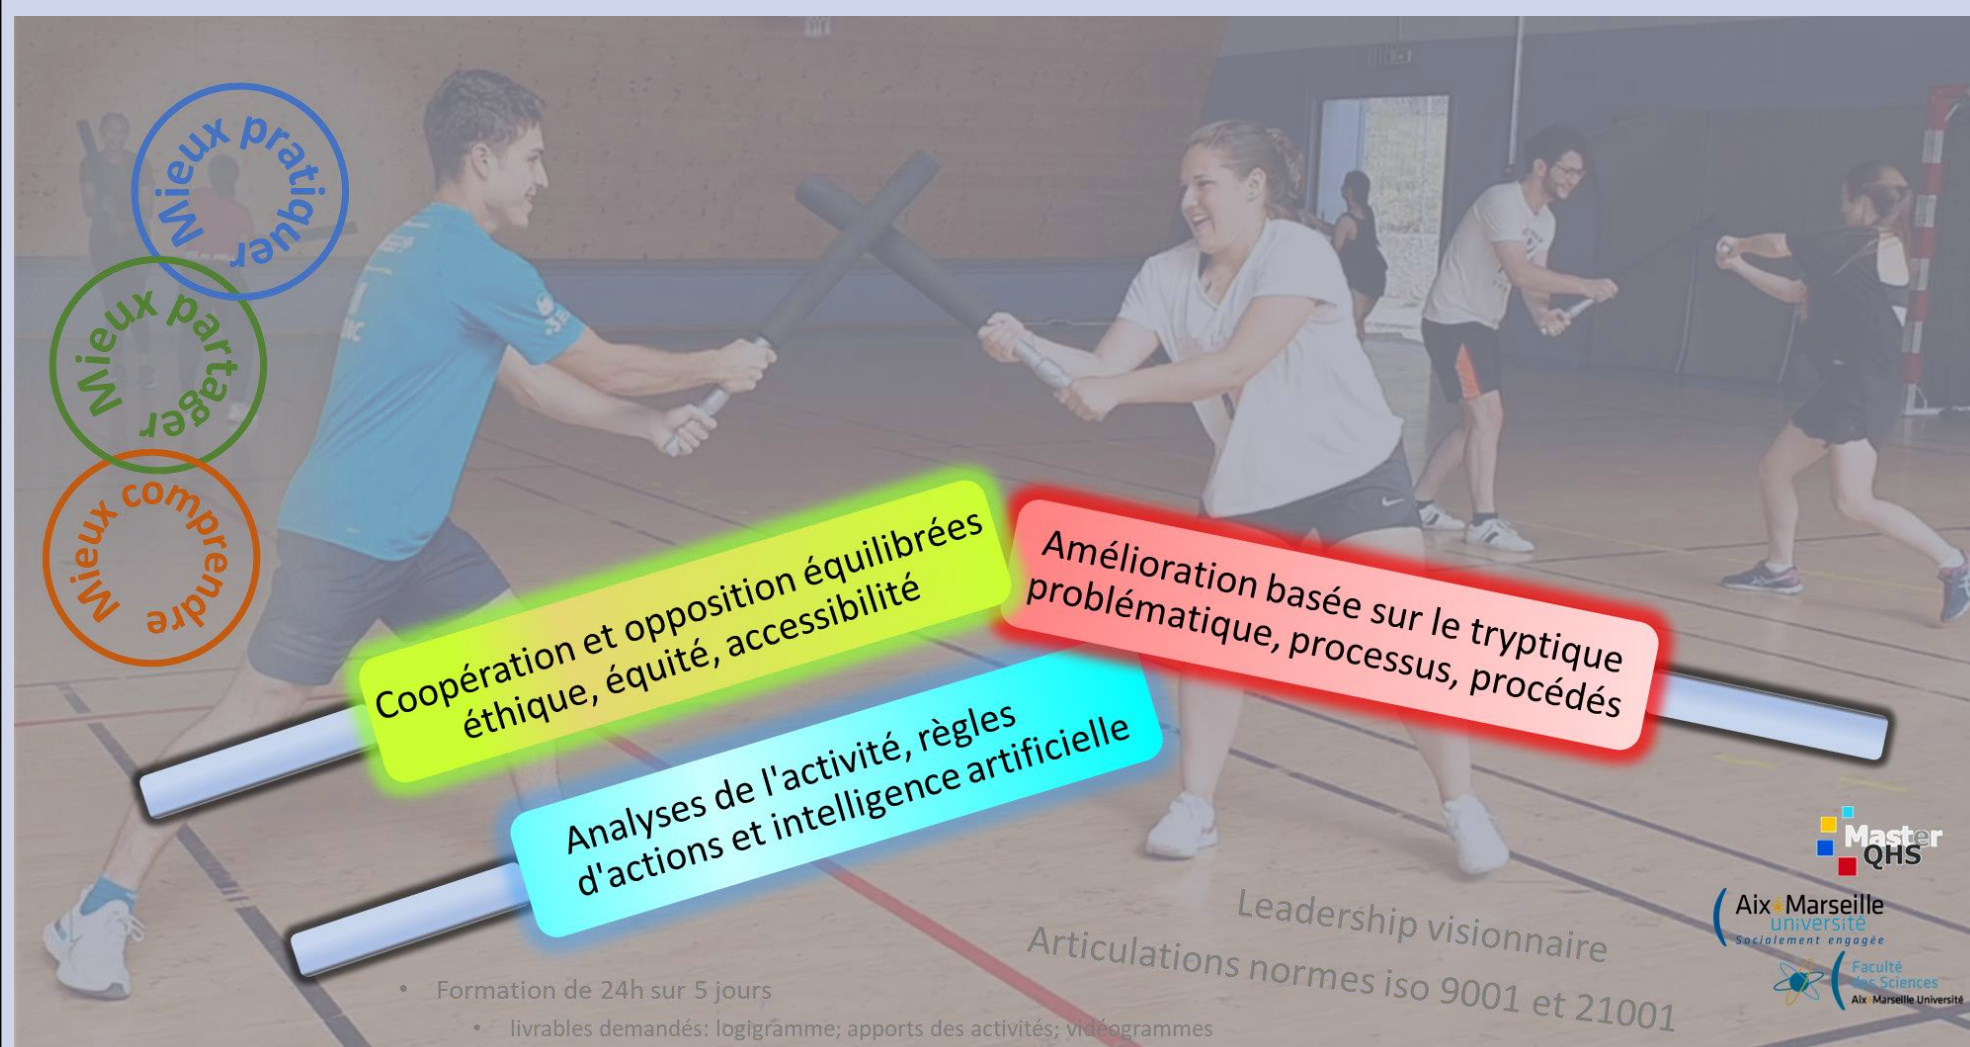 Mieux pratiquer
Mieux partager
Mieux comprendre
Coopération et opposition équilibrées
éthique, équité, accessibilité
Amélioration basée sur le tryptique
problématique, processus, procédés
Analyses de l'activité, règles
d'actions et intelligence artificielle
Leadership visionnaire
Articulations normes iso 9001 et 21001
• Formation de 24h sur 5 jours
• livrables demandés: logigramme; apports des activités; vidéogrammes
Master
QHS
Aix Marseille
université
Socialement engagée
Faculté
des Sciences
Aix Marseille Université